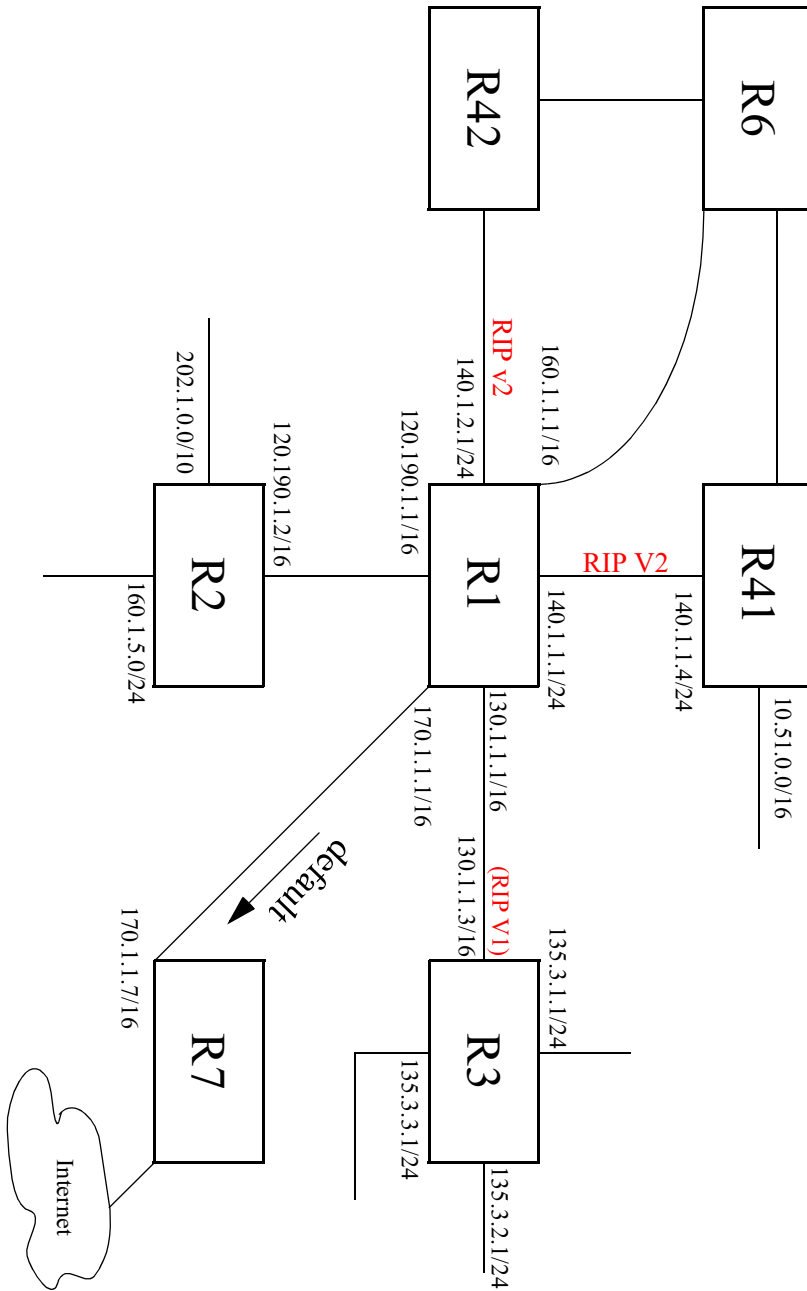 R42
R6
RIP v2
140.1.2.1/24
160.1.1.1/16
202.1.0.0/10
120.190.1.2/16
120.190.1.1/16
R2
R1
RIP V2
R41
160.1.5.0/24
140.1.1.1/24
140.1.1.4/24
10.51.0.0/16
170.1.1.1/16
130.1.1.1/16
default
130.1.1.3/16
(RIP V1)
170.1.1.7/16
R7
R3
135.3.1.1/24
135.3.3.1/24
135.3.2.1/24
Internet